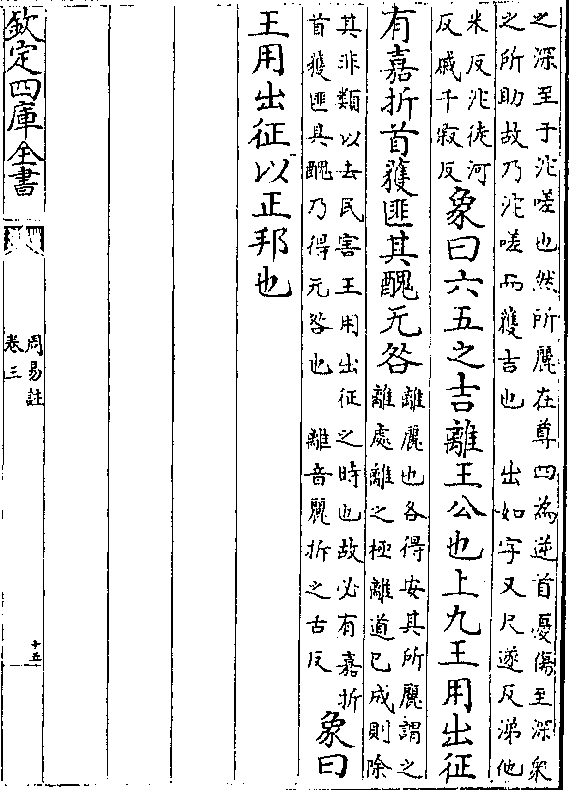 之深至于沱嗟也然所麗在尊四為逆首憂傷至深衆
之所助故乃沱嗟而獲吉也 出如字又尺遂反涕他
米反沱徒河
反戚千寂反
象曰六五之吉離王公也上九王用出征
有嘉折首獲匪其醜无咎
離麗也各得安其所麗謂之
離處離之極離道已成則除
其非類以去民害王用出征之時也故必有嘉折
首獲匪其醜乃得无咎也 離音麗折之古反
象曰
王用出征以正邦也
欽定四庫全書
周易註
卷三
十五